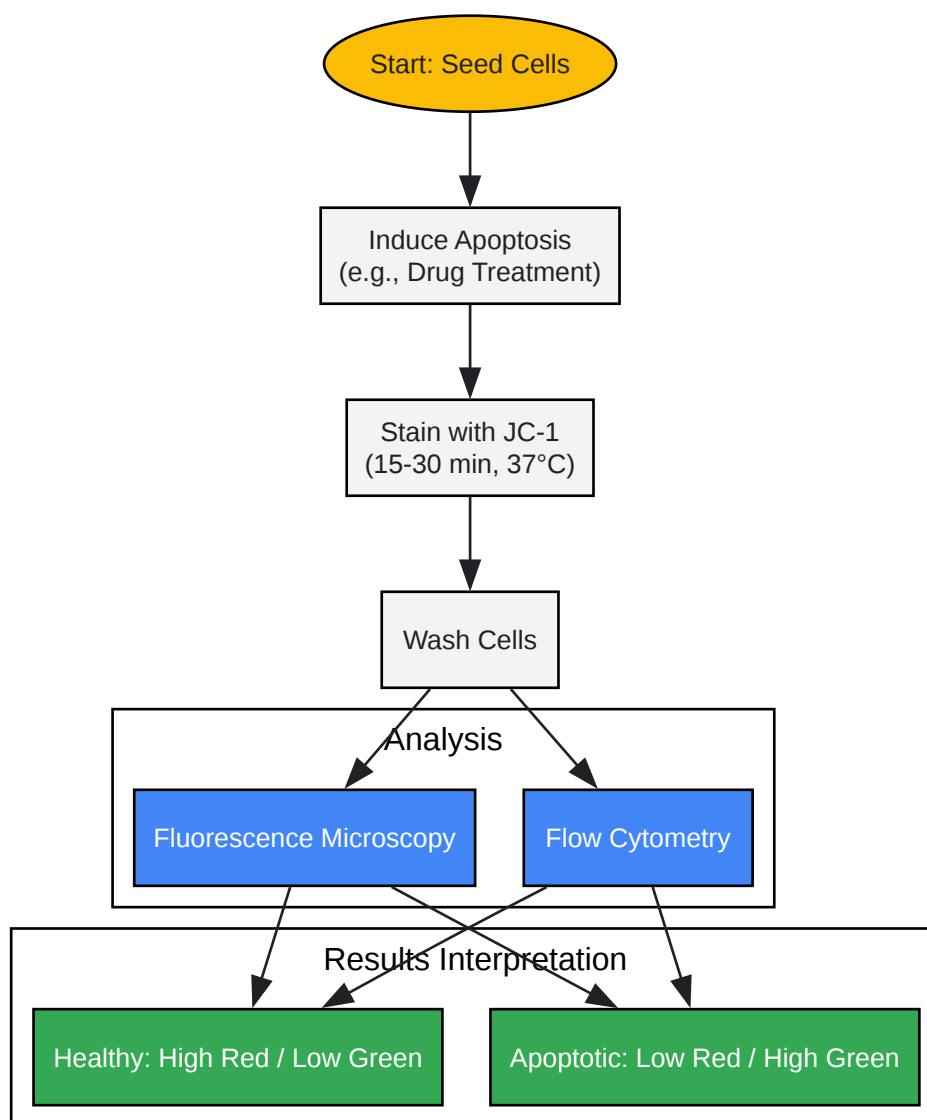 Start: Seed Cells
Induce Apoptosis
(e.g., Drug Treatment)
Stain with JC-1
(15-30 min, 37°C)
Wash Cells
Analysis
Fluorescence Microscopy
Flow Cytometry
Results Interpretation
Healthy: High Red / Low Green
Apoptotic: Low Red / High Green